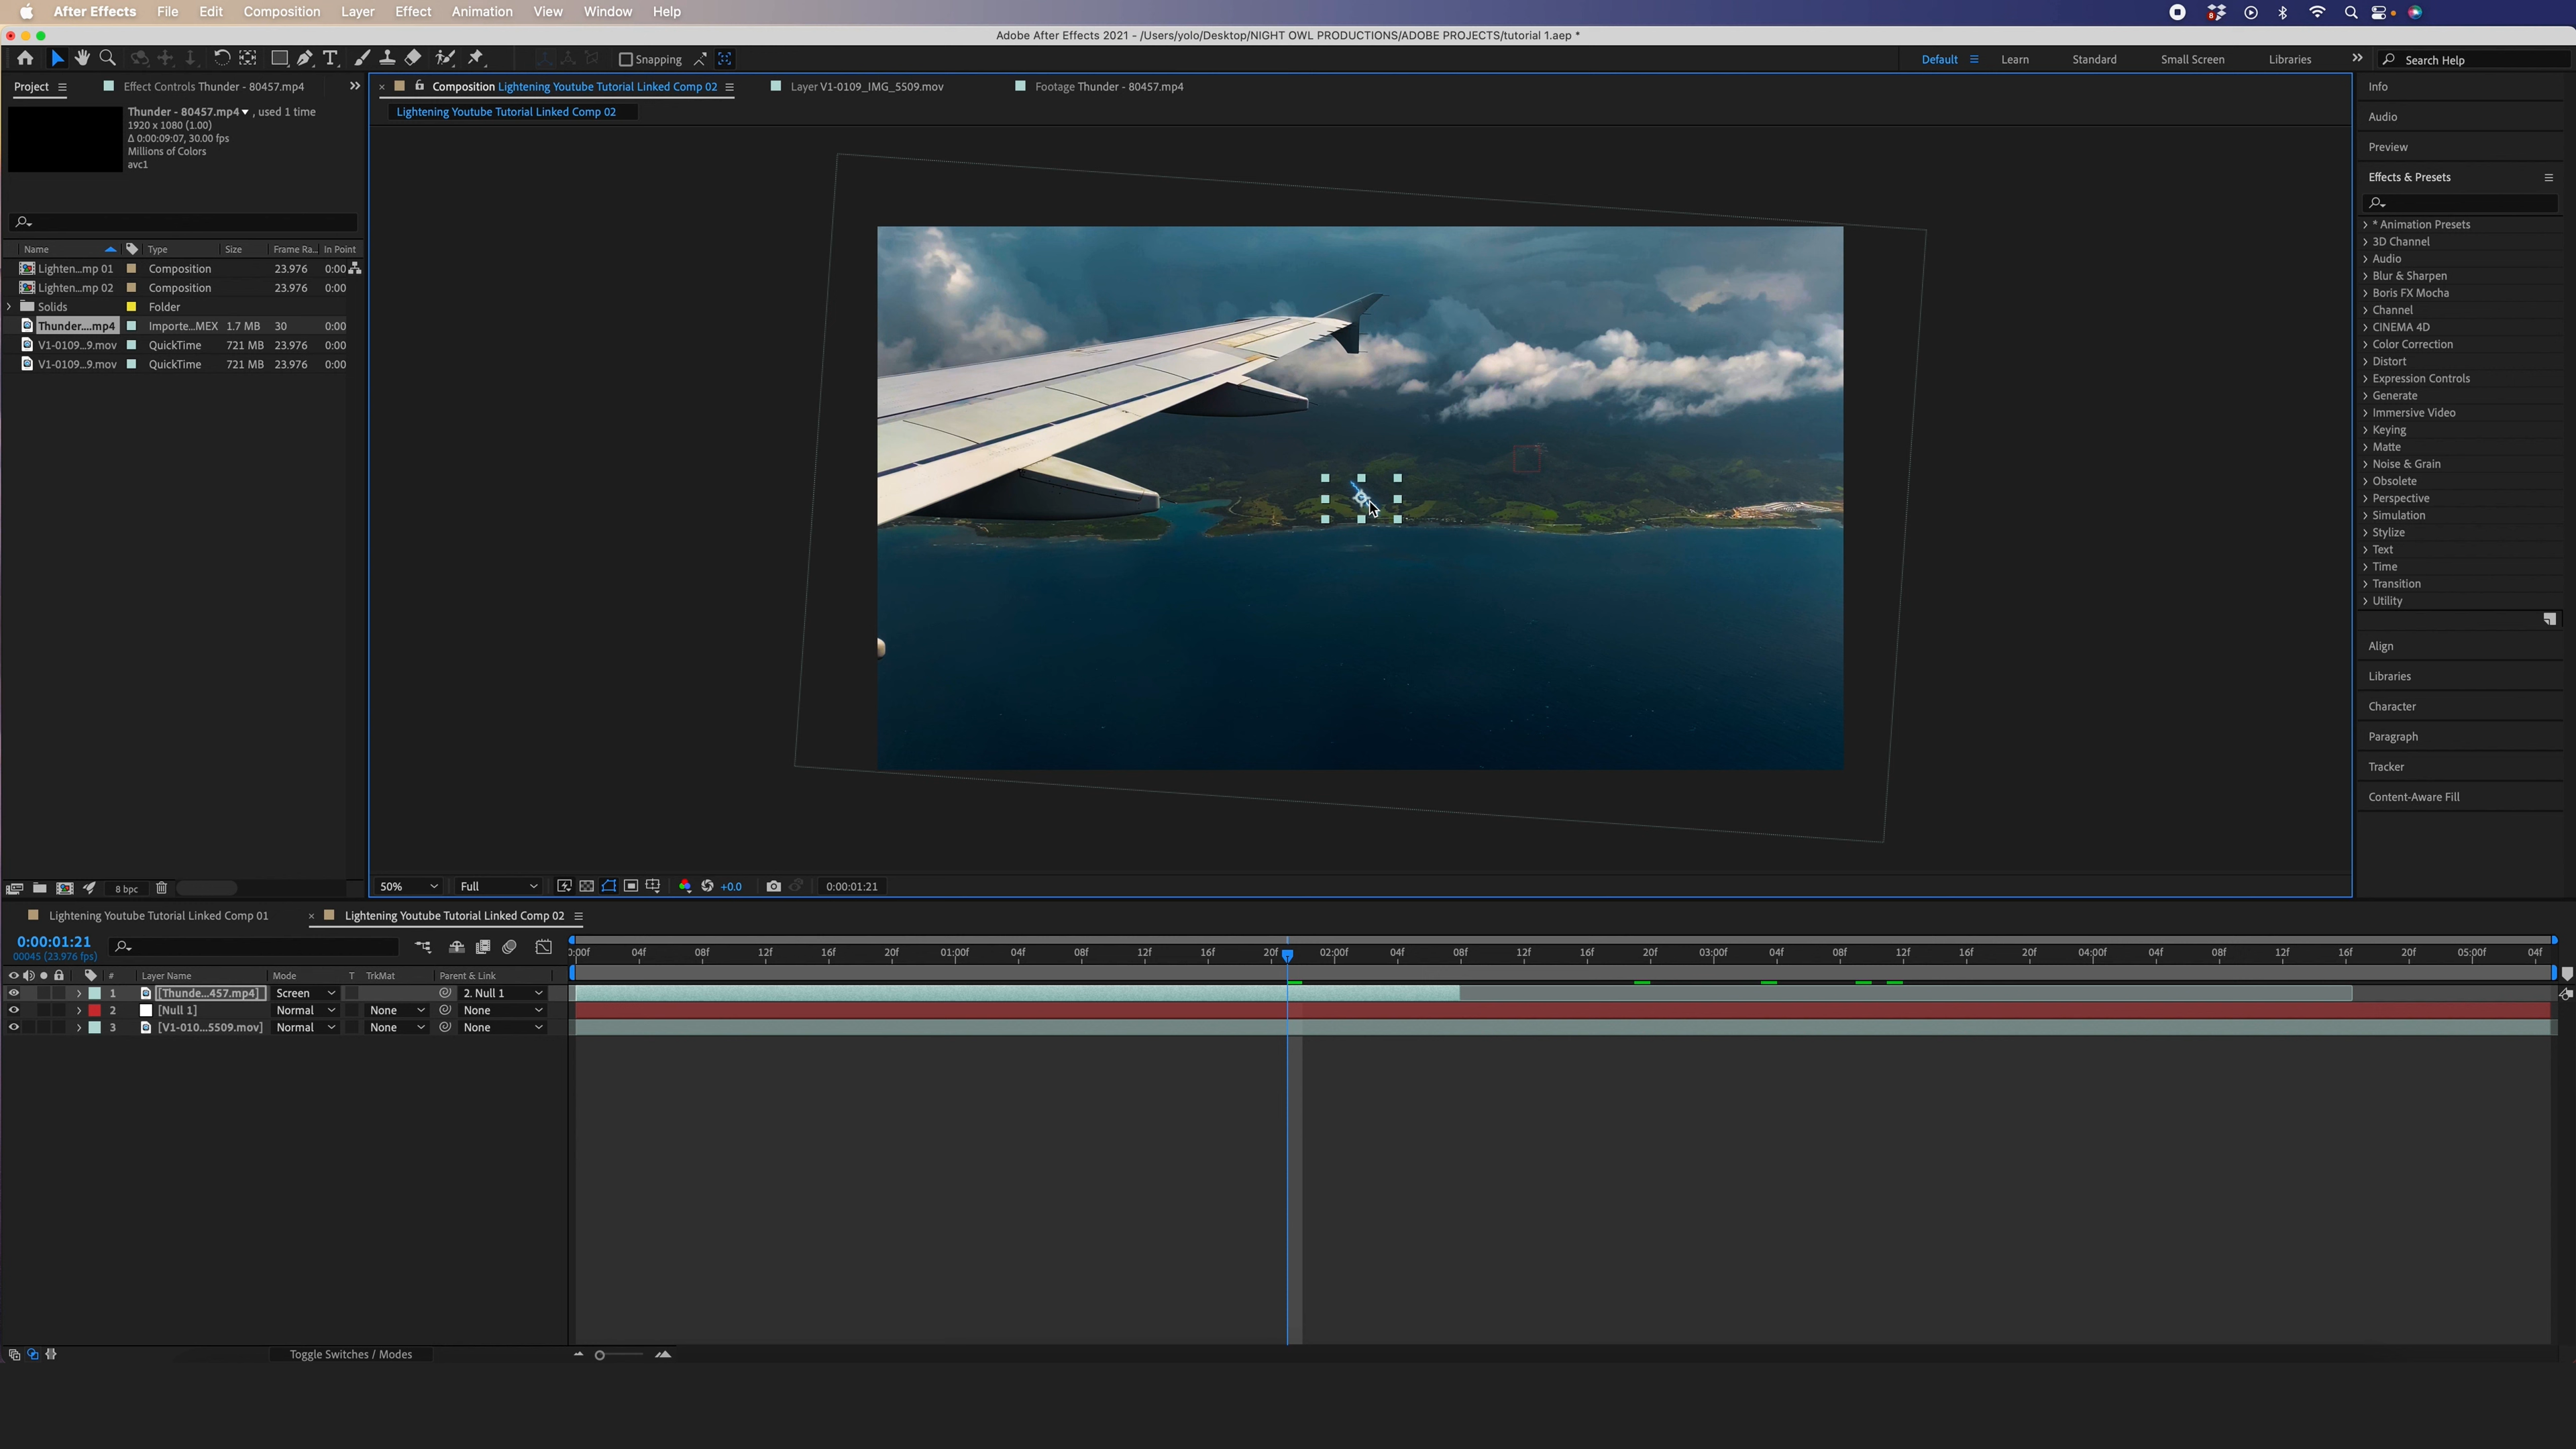 After Effects File Edit Composition Layer Effect Animation View Window Help
Adobe After Effects 2021 - /Users/yolo/Desktop/NIGHT OWL PRODUCTIONS/ADOBE PROJECTS/tutorial 1.aep *
Snapping
Default Learn Standard Small Screen Libraries Search Help
Project Effect Controls Thunder - 80457.mp4
Composition Lightening Youtube Tutorial Linked Comp 02 Layer V1-0109_IMG_5509.mov Footage Thunder - 80457.mp4
Lightening Youtube Tutorial Linked Comp 02
Thunder - 80457.mp4 , used 1 time
1920 x 1080 (1.00)
Δ 0:00:09:07, 30.00 fps
Millions of Colors
avc1
Name Type Size Frame Ra... In Point
Lighten...mp 01 Composition 23.976 0:00
Lighten...mp 02 Composition 23.976 0:00
Solids Folder
Thunder....mp4 Importe...MEX 1.7 MB 30 0:00
V1-0109...9.mov QuickTime 721 MB 23.976 0:00
V1-0109...9.mov QuickTime 721 MB 23.976 0:00
8 bpc
50% Full +0.0 0:00:01:21
Info
Audio
Preview
Effects & Presets
* Animation Presets
3D Channel
Audio
Blur & Sharpen
Boris FX Mocha
Channel
CINEMA 4D
Color Correction
Distort
Expression Controls
Generate
Immersive Video
Keying
Matte
Noise & Grain
Obsolete
Perspective
Simulation
Stylize
Text
Time
Transition
Utility
Align
Libraries
Character
Paragraph
Tracker
Content-Aware Fill
Lightening Youtube Tutorial Linked Comp 01 Lightening Youtube Tutorial Linked Comp 02
0:00:01:21
00045 (23.976 fps)
0:00f 04f 08f 12f 16f 20f 01:00f 04f 08f 12f 16f 20f 02:00f 04f 08f 12f 16f 20f 03:00f 04f 08f 12f 16f 20f 04:00f 04f 08f 12f 16f 20f 05:00f 04f
# Layer Name Mode T TrkMat Parent & Link
1 [Thunde...457.mp4] Screen 2. Null 1
2 [Null 1] Normal None None
3 [V1-010...5509.mov] Normal None None
Toggle Switches / Modes